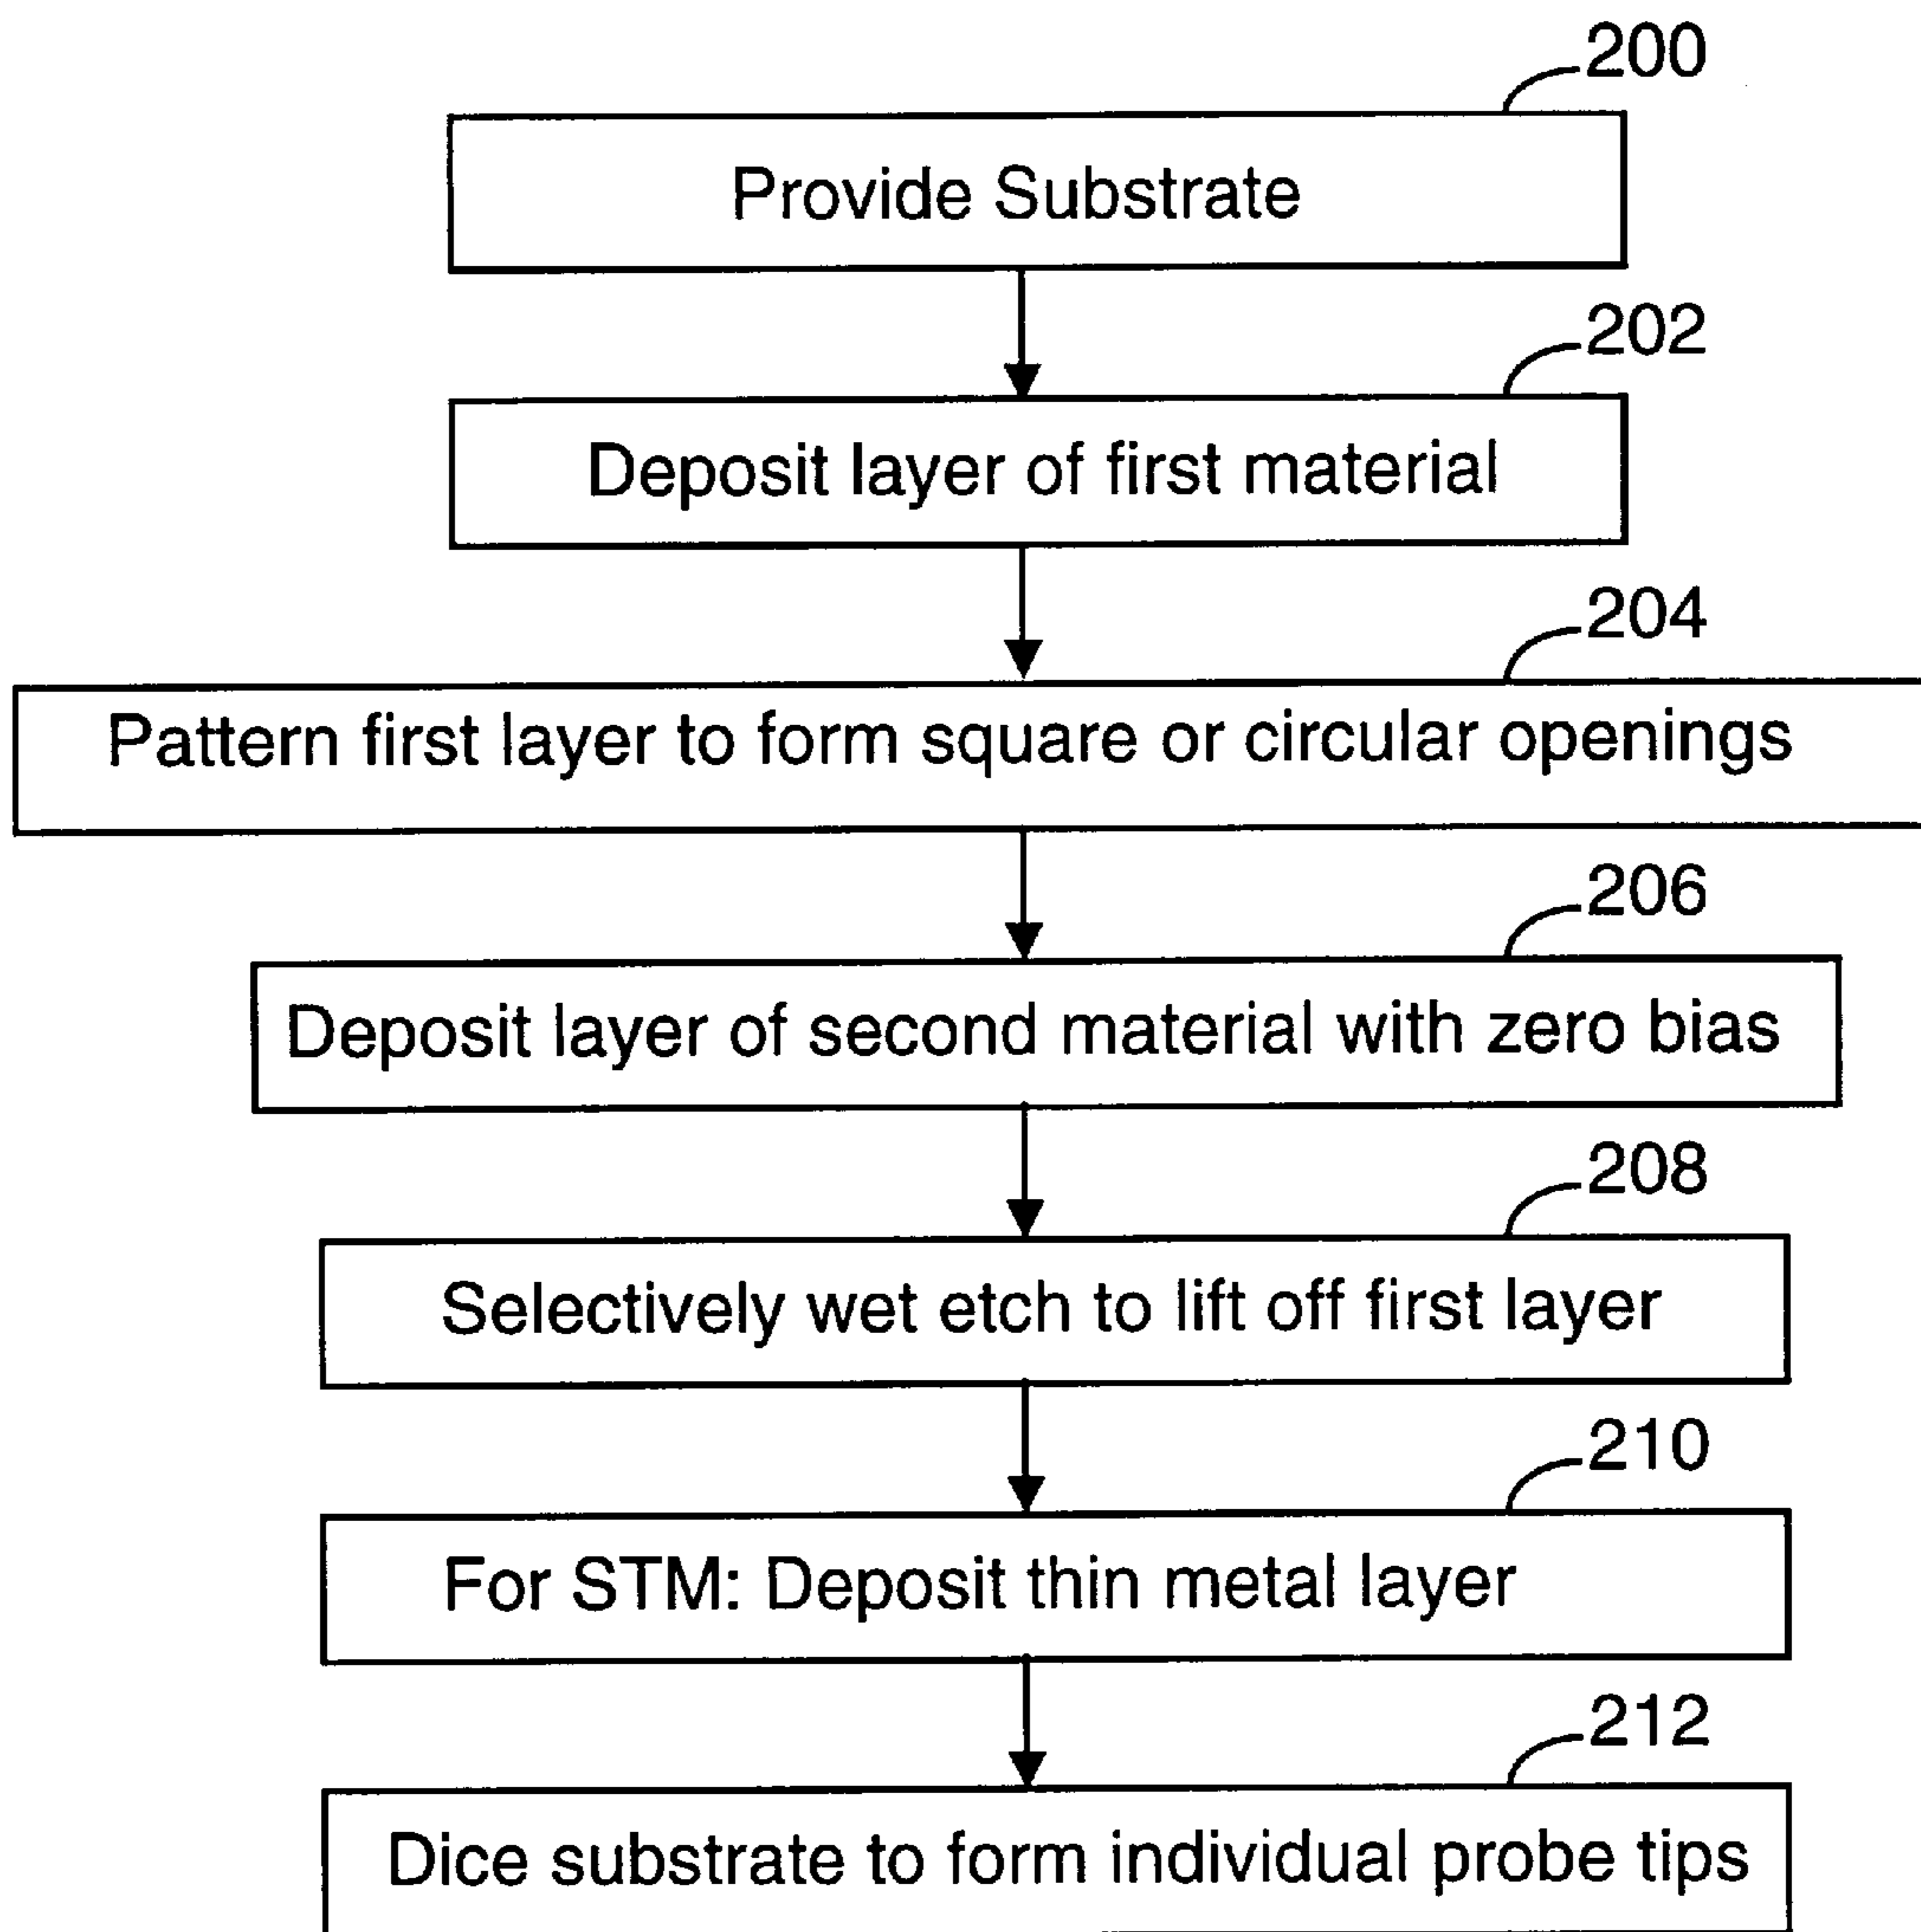 200
Provide Substrate
202
Deposit layer of first material
204
Pattern first layer to form square or circular openings
206
Deposit layer of second material with zero bias
208
Selectively wet etch to lift off first layer
210
For STM: Deposit thin metal layer
212
Dice substrate to form individual probe tips